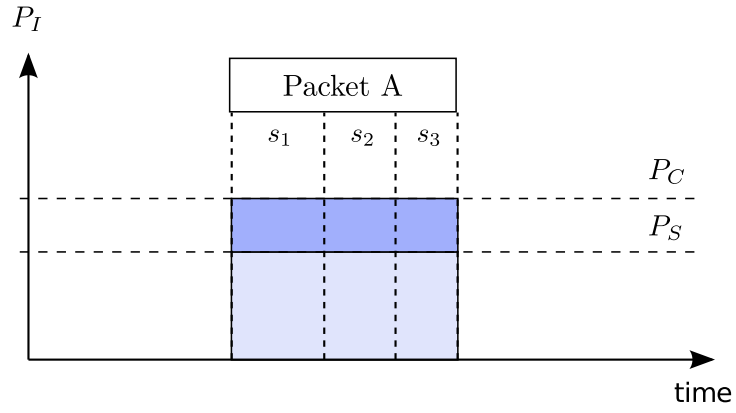 P_I
Packet A
s_1 s_2 s_3
P_C
P_S
time